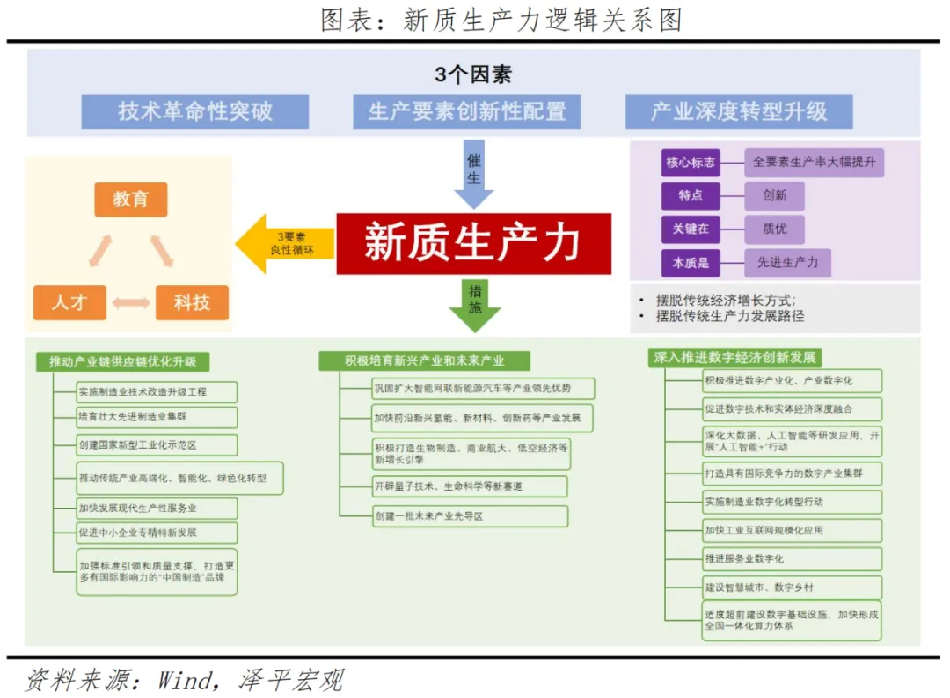 图表：新质生产力逻辑关系图
3个因素
技术革命性突破
生产要素创新性配置
产业深度转型升级
催生
教育
人才
科技
3要素
良性循环
新质生产力
核心标志
全要素生产率大幅提升
特点
创新
关键在
质优
本质是
先进生产力
• 摆脱传统经济增长方式；
• 摆脱传统生产力发展路径
措施
推动产业链供应链优化升级
实施制造业技术改造升级工程
培育壮大先进制造业集群
创建国家新型工业化示范区
推动传统产业高端化、智能化、绿色化转型
加快发展现代生产性服务业
促进中小企业专精特新发展
加强标准引领和质量支撑，打造更
多有国际影响力的“中国制造”品牌
积极培育新兴产业和未来产业
巩固扩大智能网联新能源汽车等产业领先优势
加快前沿新兴氢能、新材料、创新药等产业发展
积极打造生物制造、商业航天、低空经济等
新增长引擎
开辟量子技术、生命科学等新赛道
创建一批未来产业先导区
深入推进数字经济创新发展
积极推进数字产业化、产业数字化
促进数字技术和实体经济深度融合
深化大数据、人工智能等研发应用，开
展“人工智能+”行动
打造具有国际竞争力的数字产业集群
实施制造业数字化转型行动
加快工业互联网规模化应用
推进服务业数字化
建设智慧城市、数字乡村
适度超前建设数字基础设施，加快形成
全国一体化算力体系
资料来源：Wind，泽平宏观